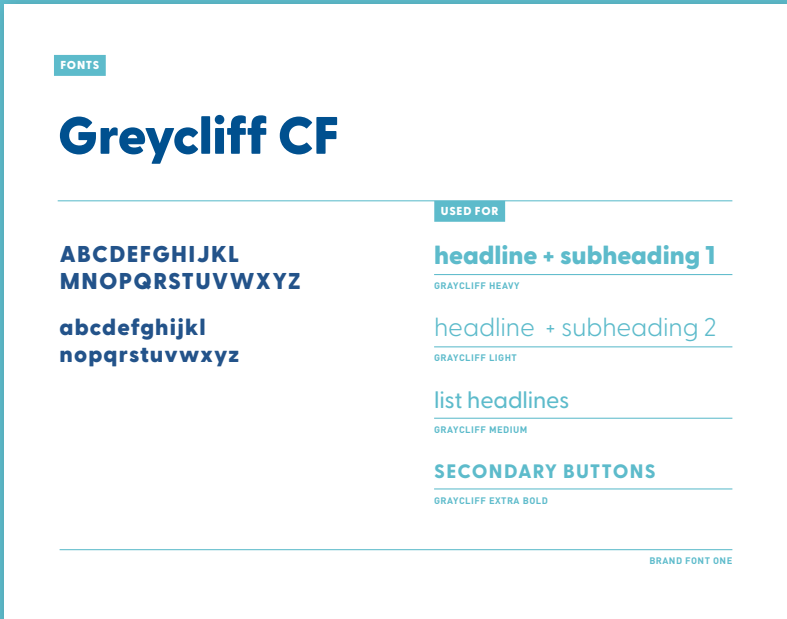 FONTS
Greycliff CF
ABCDEFGHIJKL
MNOPQRSTUVWXYZ
abcdefghijkl
nopqrstuvwxyz
USED FOR
headline + subheading 1
GRAYCLIFF HEAVY
headline + subheading 2
GRAYCLIFF LIGHT
list headlines
GRAYCLIFF MEDIUM
SECONDARY BUTTONS
GRAYCLIFF EXTRA BOLD
BRAND FONT ONE